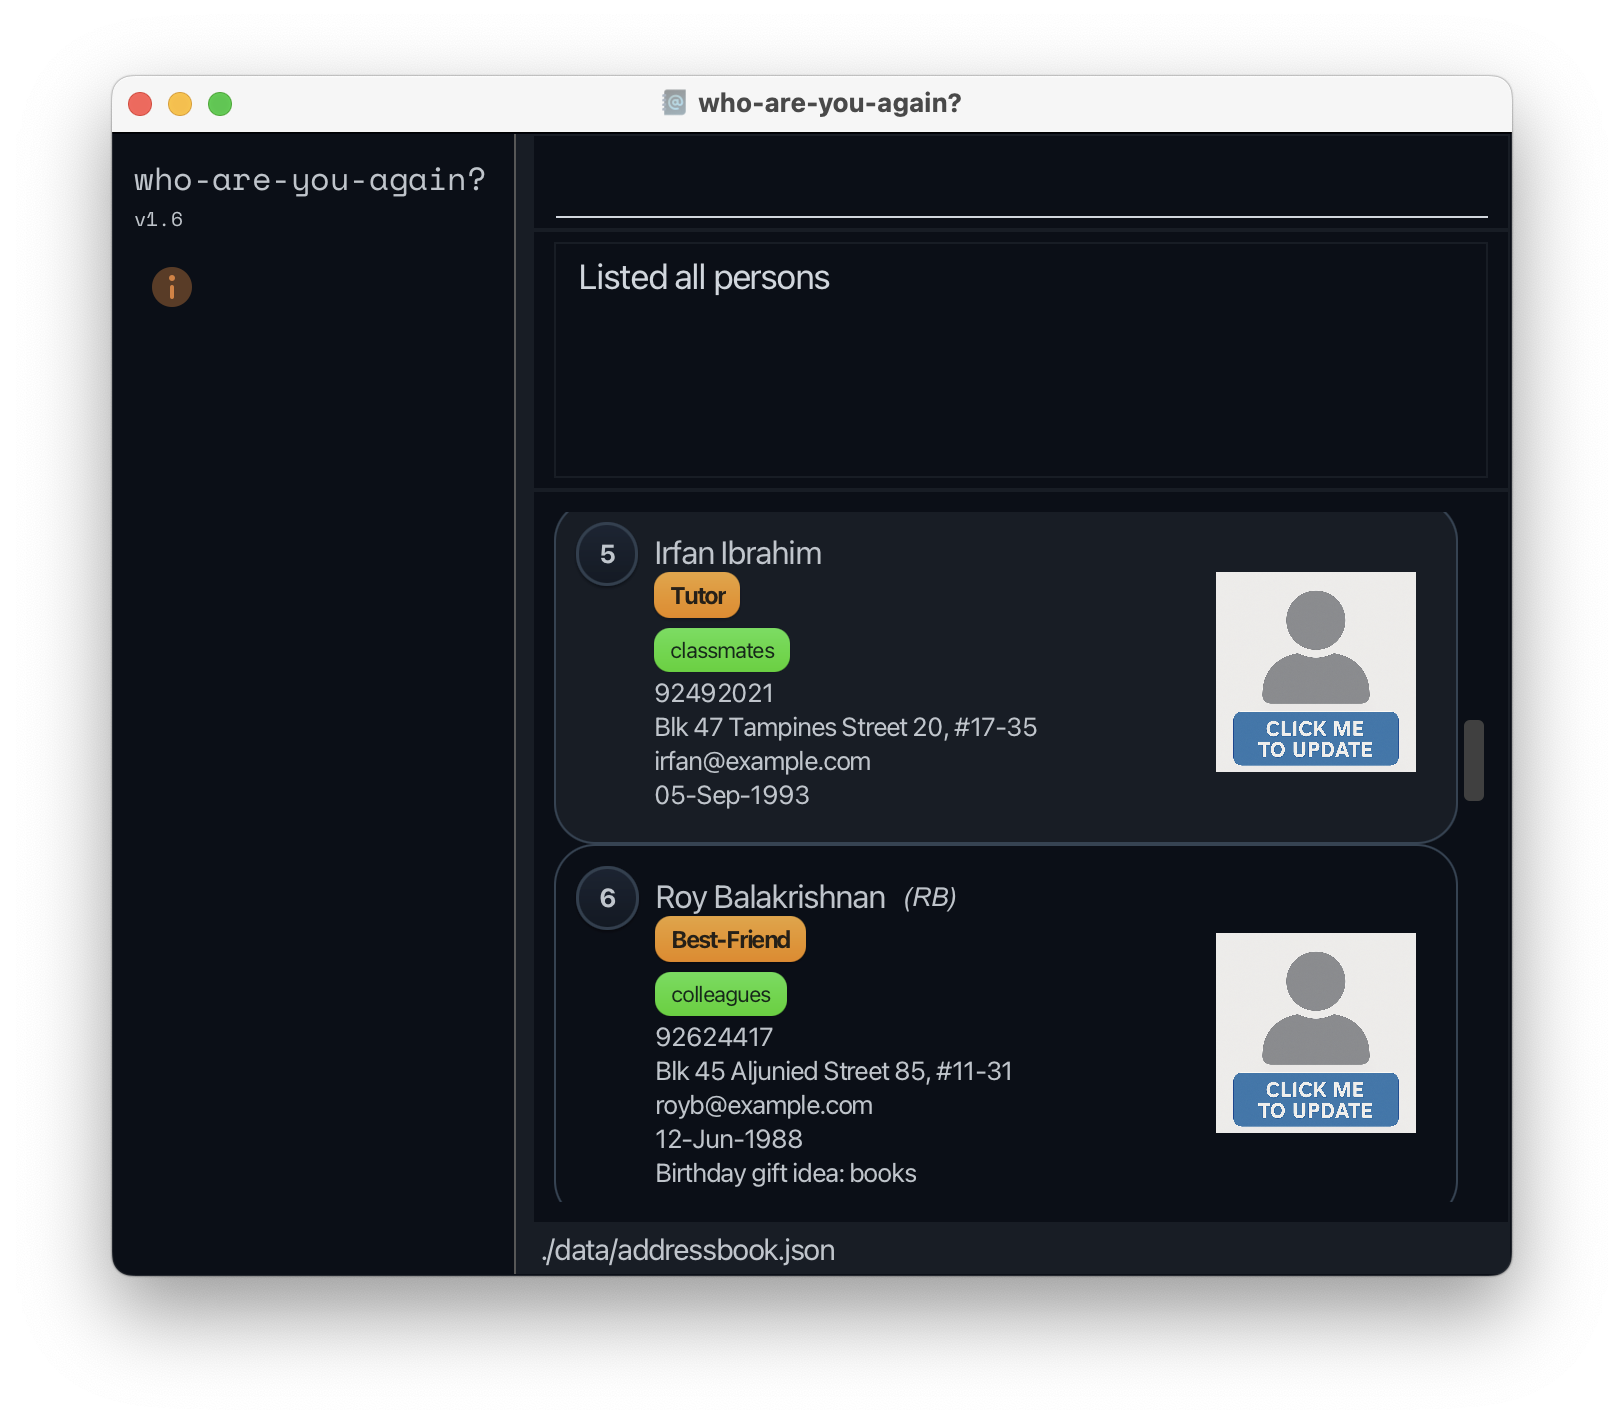 who-are-you-again?
who-are-you-again?
v1.6
Listed all persons
5
Irfan Ibrahim
Tutor
classmates
92492021
Blk 47 Tampines Street 20, #17-35
irfan@example.com
05-Sep-1993
CLICK ME
TO UPDATE
6
Roy Balakrishnan (RB)
Best-Friend
colleagues
92624417
Blk 45 Aljunied Street 85, #11-31
royb@example.com
12-Jun-1988
Birthday gift idea: books
CLICK ME
TO UPDATE
./data/addressbook.json